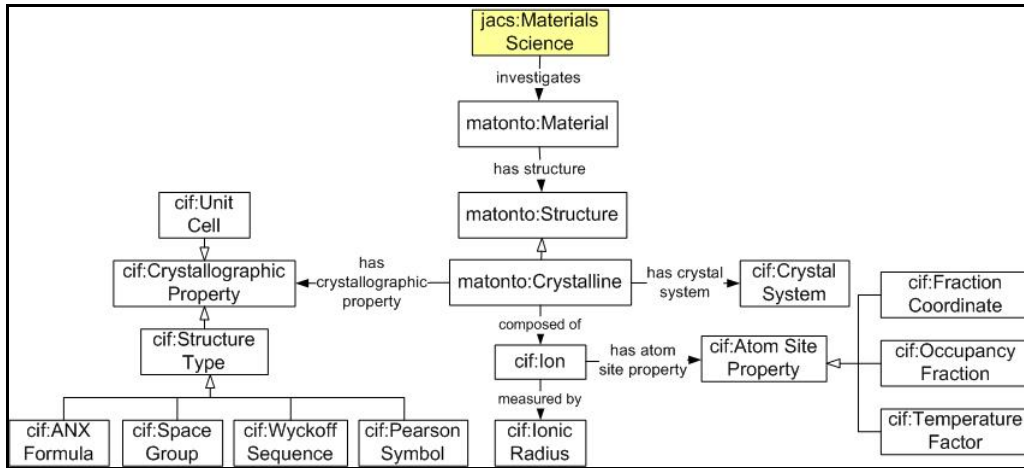 jacs:Materials
Science
investigates
matonto:Material
has structure
cif:Unit
Cell
matonto:Structure
has
crystallographic
property
cif:Crystallographic
Property
matonto:Crystalline
has crystal
system
cif:Crystal
System
cif:Fraction
Coordinate
composed of
cif:Structure
Type
cif:Ion
has atom
site property
cif:Atom Site
Property
cif:Occupancy
Fraction
measured by
cif:ANX
Formula
cif:Space
Group
cif:Wyckoff
Sequence
cif:Pearson
Symbol
cif:Ionic
Radius
cif:Temperature
Factor